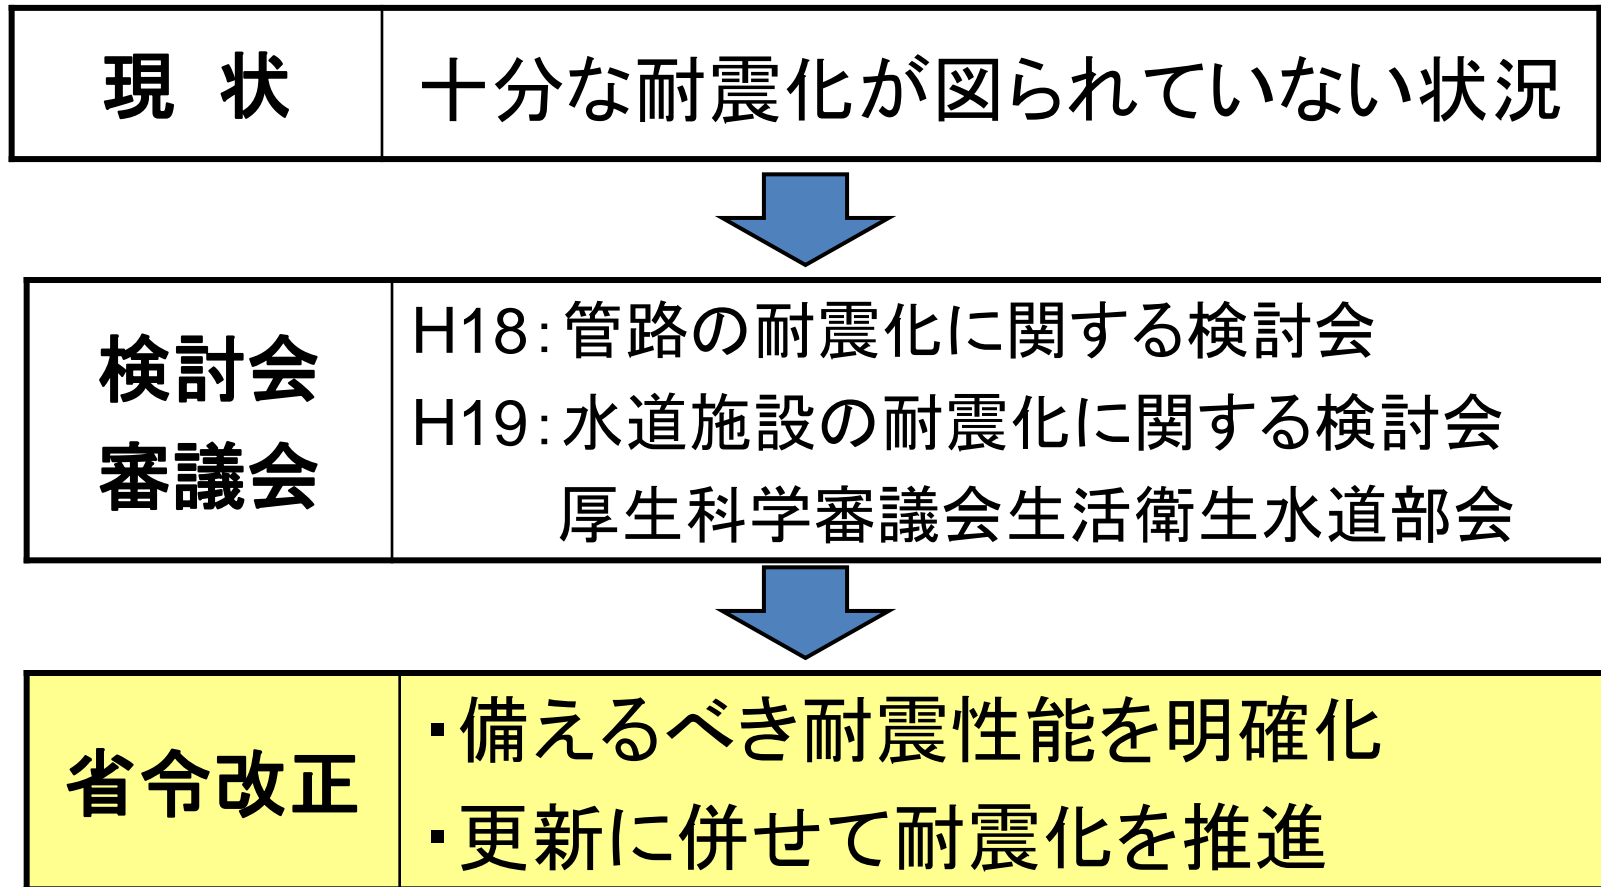 現　状
十分な耐震化が図られていない状況
検討会
審議会
H18：管路の耐震化に関する検討会
H19：水道施設の耐震化に関する検討会
厚生科学審議会生活衛生水道部会
省令改正
・備えるべき耐震性能を明確化
・更新に併せて耐震化を推進